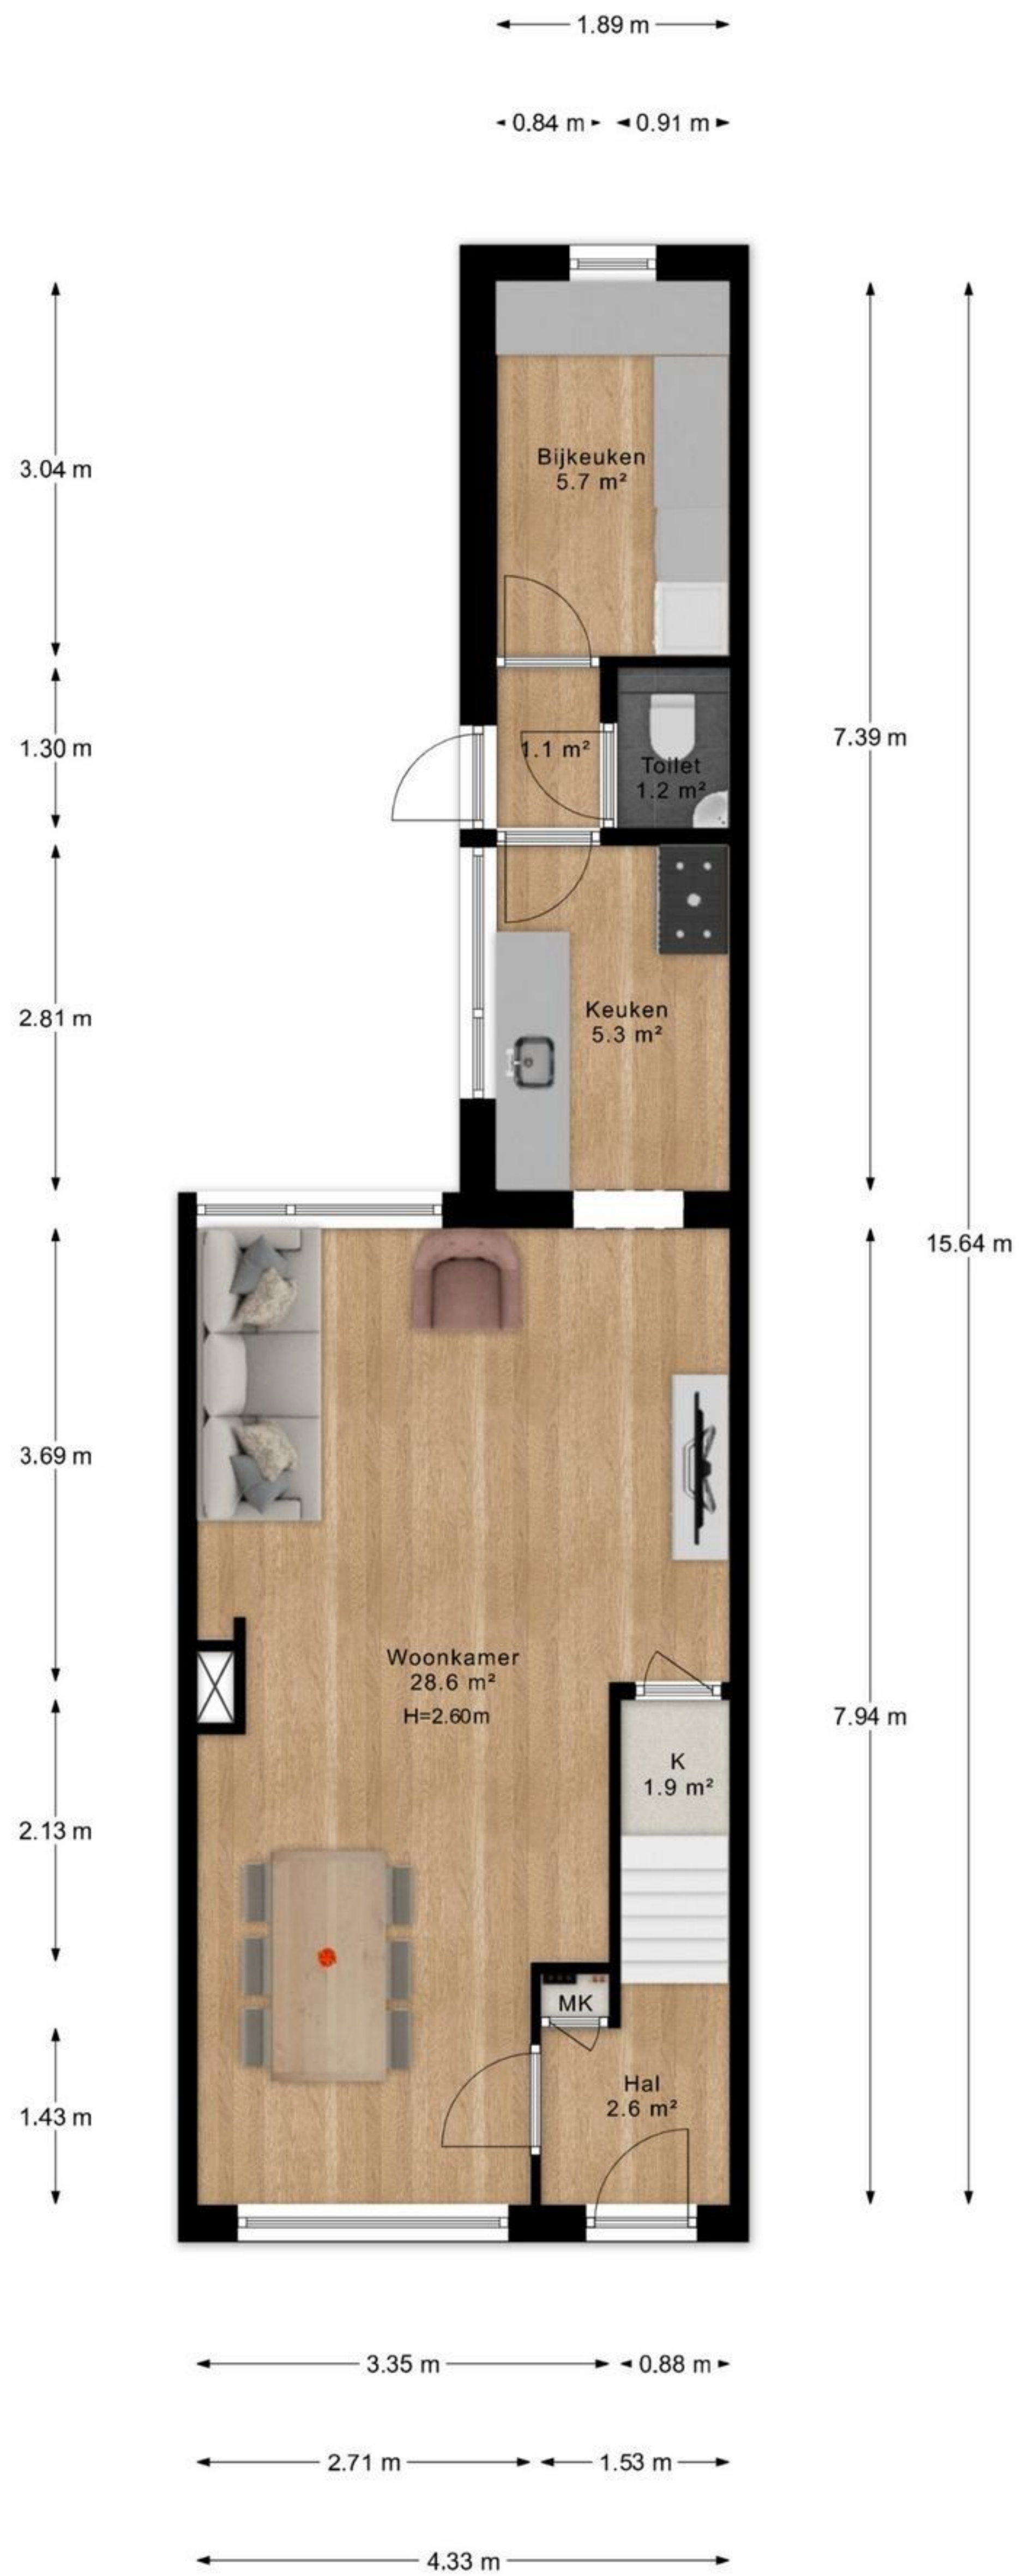 1.89 m
0.84 m
0.91 m
3.04 m
Bijkeuken
5.7 m²
1.30 m
1.1 m²
Toilet
1.2 m²
7.39 m
2.81 m
Keuken
5.3 m²
15.64 m
3.69 m
Woonkamer
28.6 m²
H=2.60m
7.94 m
K
1.9 m²
2.13 m
MK
Hal
2.6 m²
1.43 m
3.35 m
0.88 m
2.71 m
1.53 m
4.33 m